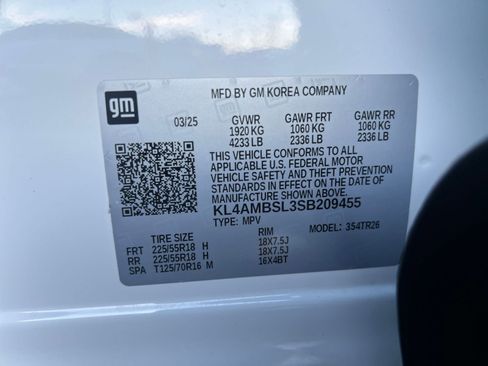 MFD BY GM KOREA COMPANY
gm
03/25 GVWR GAWR FRT GAWR RR
1920 KG 1060 KG 1060 KG
4233 LB 2336 LB 2336 LB
THIS VEHICLE CONFORMS TO ALL
APPLICABLE U.S. FEDERAL MOTOR
VEHICLE SAFETY AND THEFT PREVENTION
STANDARDS IN EFFECT ON THE DATE OF
MANUFACTURE SHOWN ABOVE.
KL4AMBSL3SB209455
TYPE: MPV
TIRE SIZE RIM MODEL: 354TR26
FRT 225/55R18 H 18X7.5J
RR 225/55R18 H 18X7.5J
SPA T125/70R16 M 16X4BT